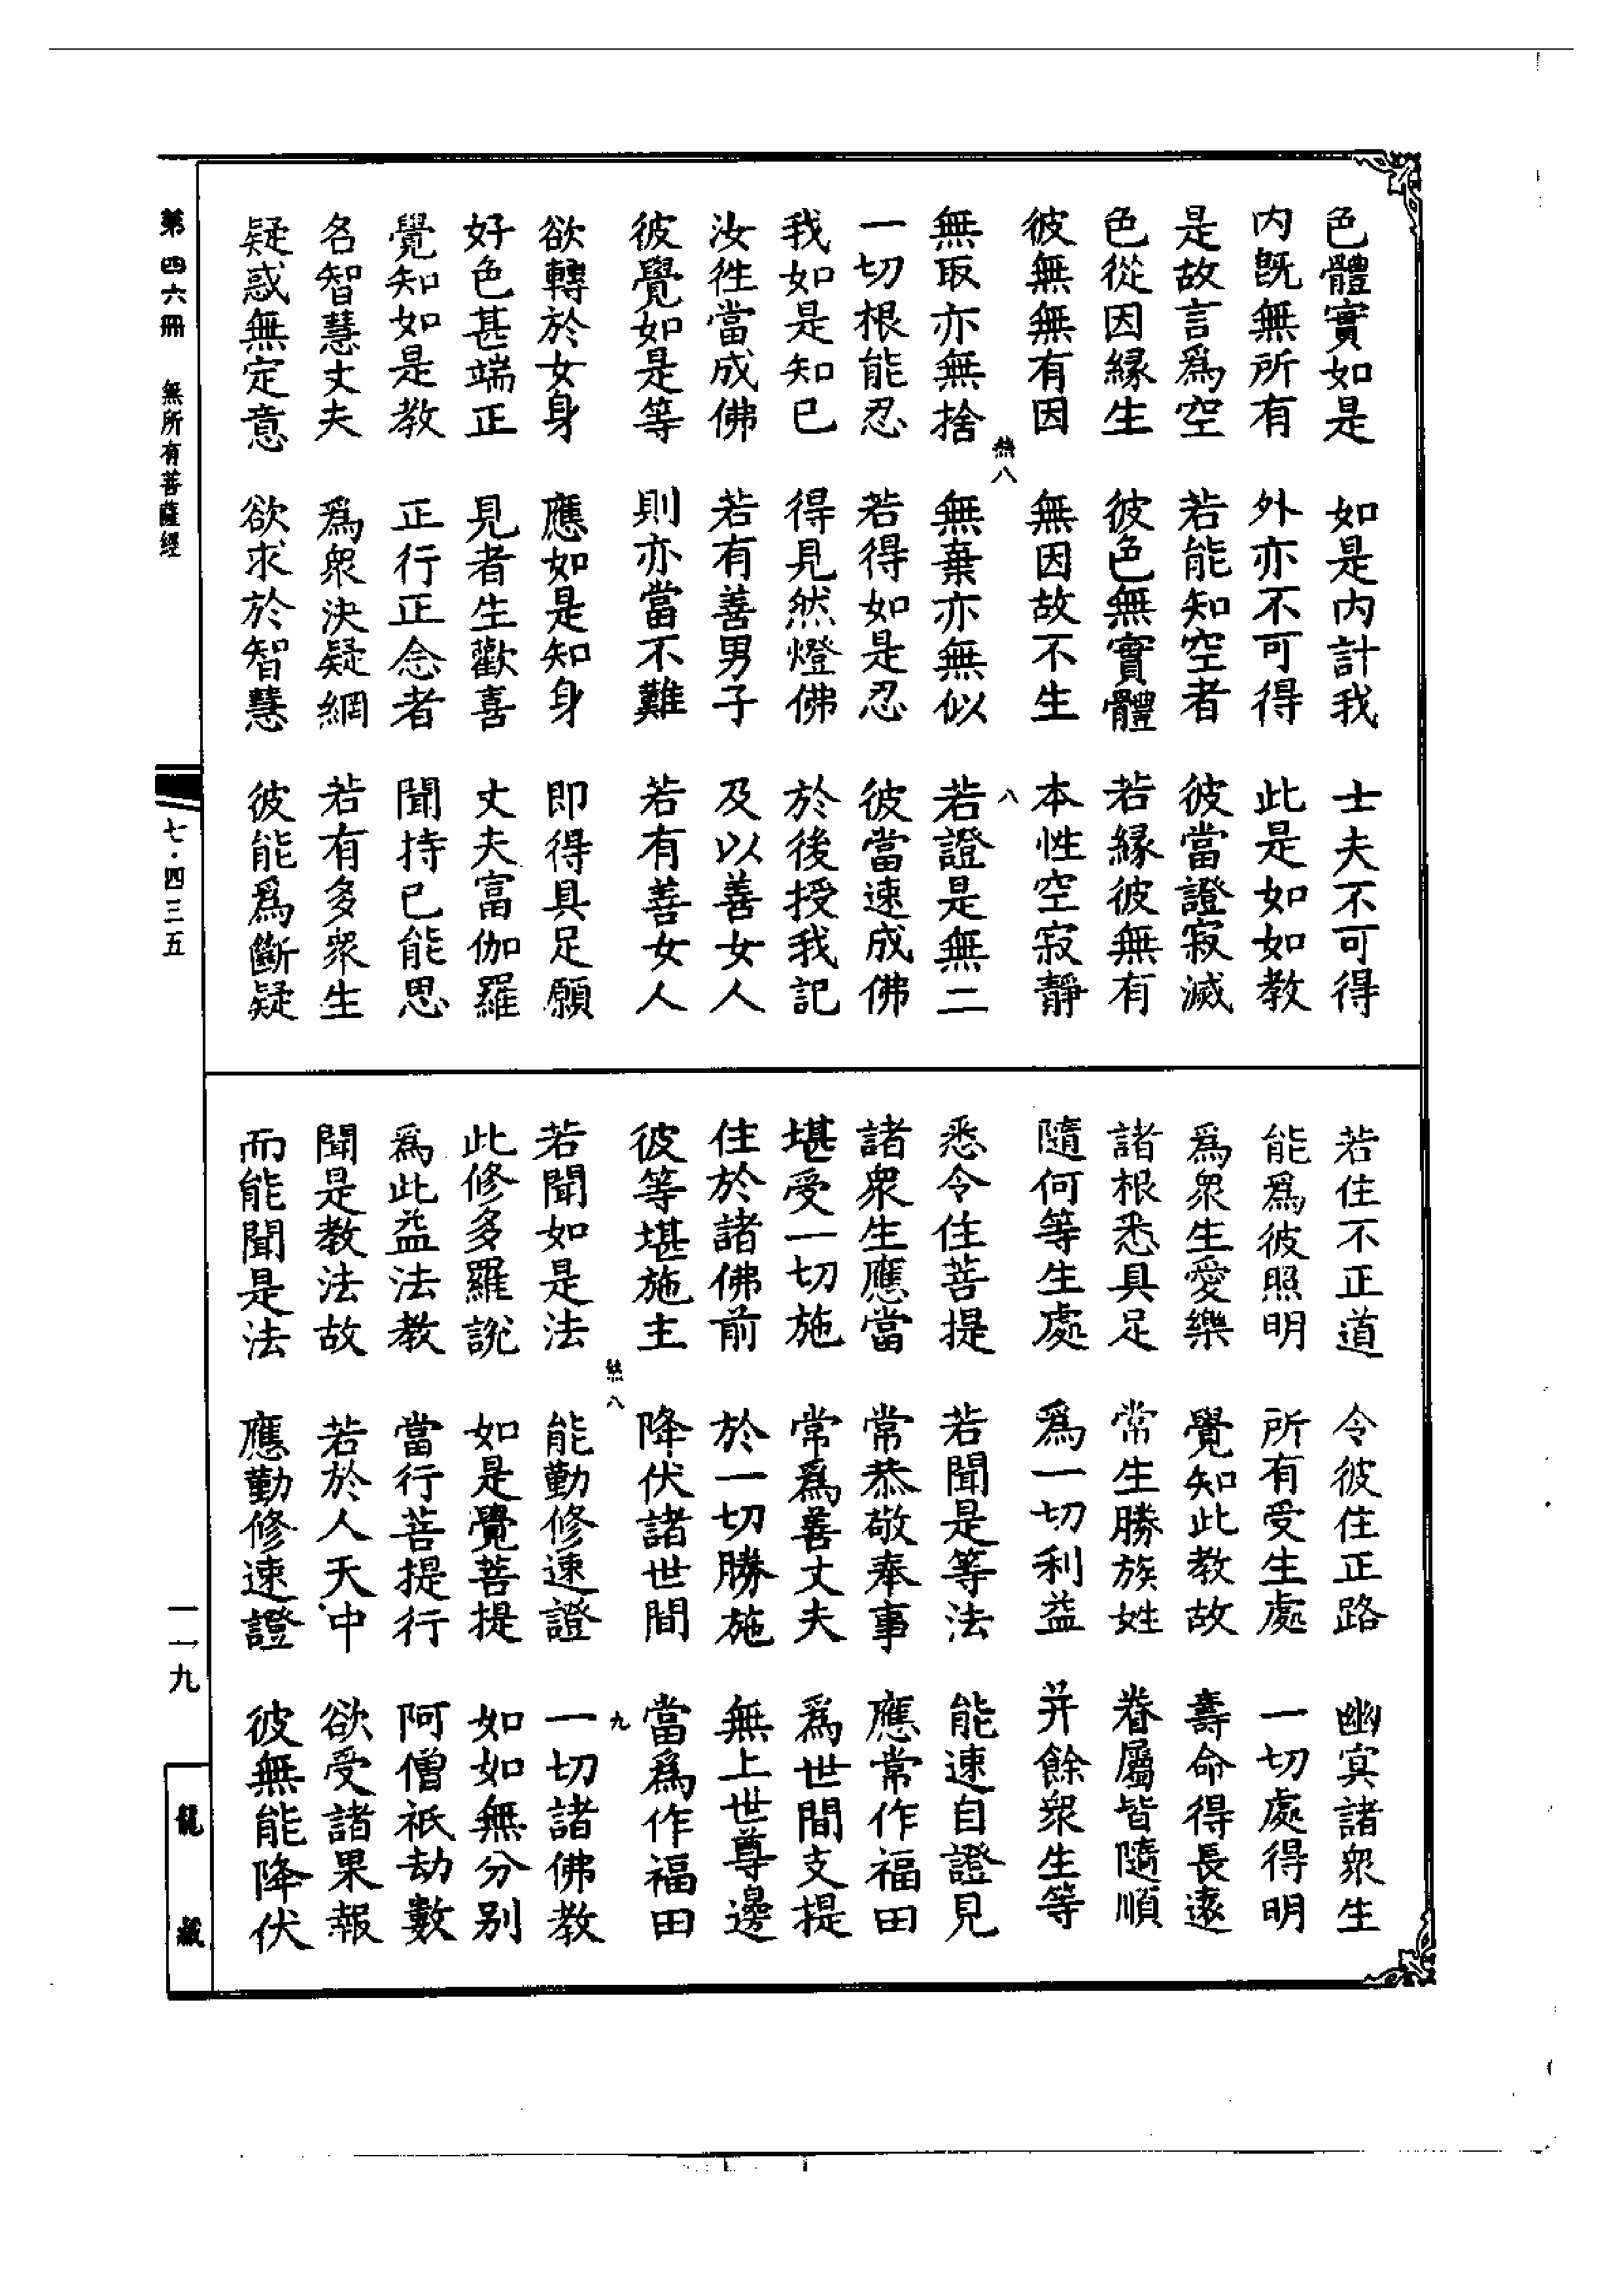 色體實如是　如是内計我　士夫不可得
内旣無所有　外亦不可得　此是如如教
是故言爲空　若能知空者　彼當證寂滅
色從因緣生　彼色無實體　若緣彼無有
彼無無有因　無因故不生　本性空寂靜
八　八
無取亦無捨　無棄亦無似　若證是無二
一切根能忍　若得如是忍　彼當速成佛
我如是知已　得見然燈佛　於後授我記
汝徃當成佛　若有善男子　及以善女人
彼覺如是等　則亦當不難　若有善女人
欲轉於女身　應如是知身　即得具足願
好色甚端正　見者生歡喜　丈夫富伽羅
覺知如是教　正行正念者　聞持已能思
名智慧丈夫　爲眾決疑網　若有多眾生
疑惑無定意　欲求於智慧　彼能爲斷疑
若住不正道　令彼住正路　幽冥諸眾生
能爲彼照明　所有受生處　一切處得明
爲眾生愛樂　覺知此教故　壽命得長遠
諸根悉具足　常生勝族姓　眷屬皆隨順
隨何等生處　爲一切利益　并餘眾生等
悉令住菩提　若聞是等法　能速自證見
諸眾生應當　常恭敬奉事　應常作福田
堪受一切施　常爲善丈夫　爲世間支提
住於諸佛前　於一切勝施　無上世尊邊
彼等堪施主　降伏諸世間　當爲作福田
八　九
若聞如是法　能勤修速證　一切諸佛教
此修多羅說　如是覺菩提　如如無分别
爲此益法教　當行菩提行　阿僧祇劫數
聞是教法故　若於人天中　欲受諸果報
而能聞是法　應勤修速證　彼無能降伏
第四六冊　無所有菩薩經　七·四三五　一一九　龍藏